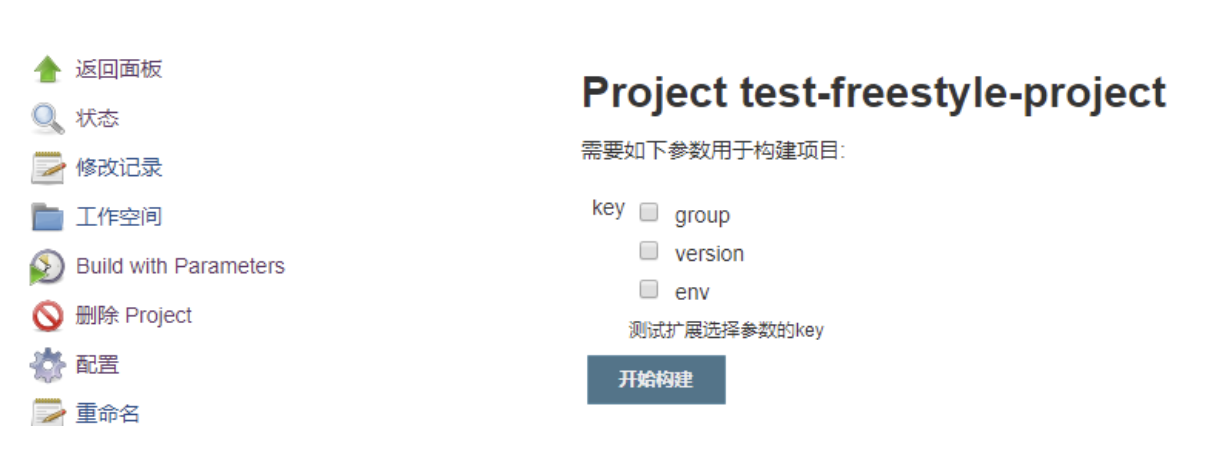 返回面板
状态
修改记录
工作空间
Build with Parameters
删除 Project
配置
重命名
Project test-freestyle-project
需要如下参数用于构建项目:
key
group
version
env
测试扩展选择参数的key
开始构建